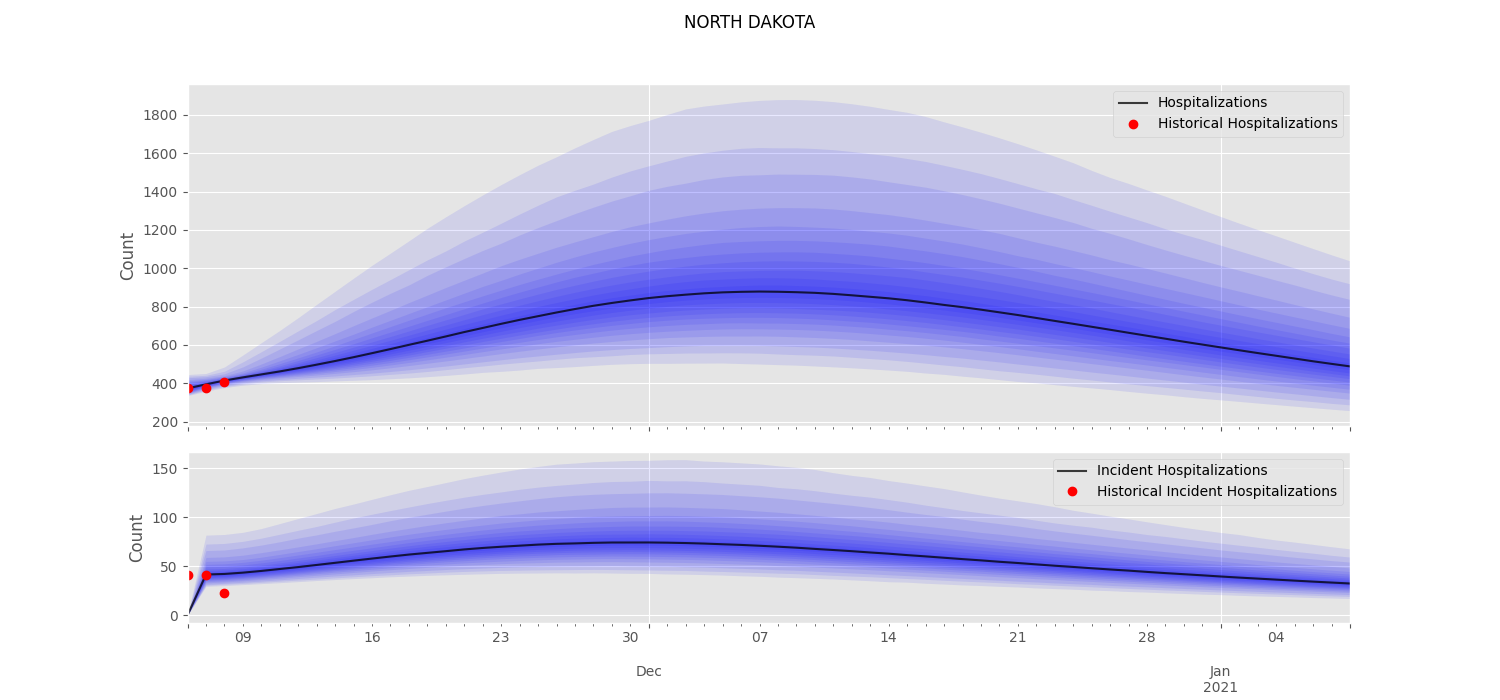 NORTH DAKOTA
Hospitalizations
Historical Hospitalizations
Count
1800
1600
1400
1200
1000
800
600
400
200
Incident Hospitalizations
Historical Incident Hospitalizations
Count
150
100
50
0
09 16 23 30 07 14 21 28 04
Dec Jan
2021